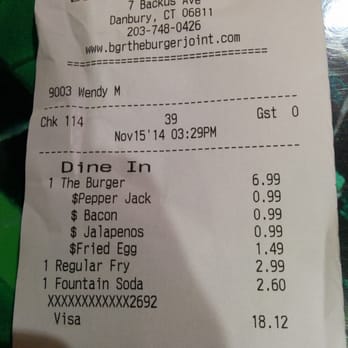 7 Backus Ave
Danbury, CT 06811
203-748-0426
www.bgrtheburgerjoint.com
9003 Wendy M
Chk 114 39 Gst 0
Nov15'14 03:29PM
Dine In
1 The Burger 6.99
$Pepper Jack 0.99
$ Bacon 0.99
$ Jalapenos 0.99
$Fried Egg 1.49
1 Regular Fry 2.99
1 Fountain Soda 2.60
XXXXXXXXXXXX2692
Visa 18.12